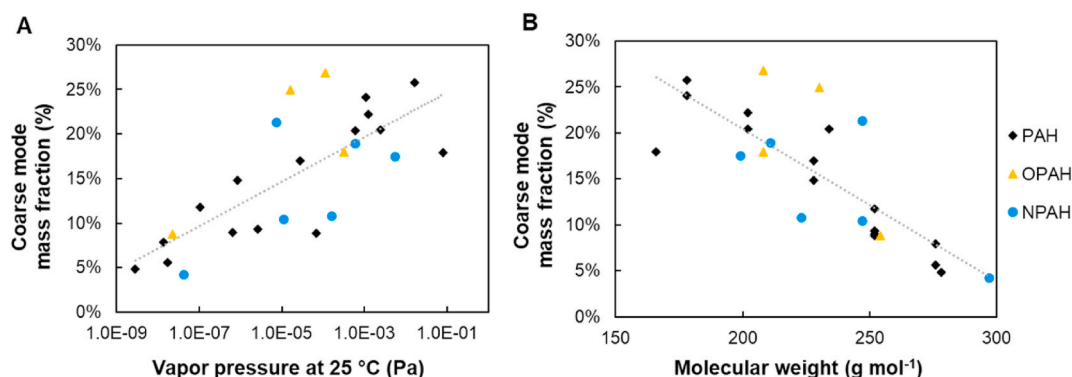 A
30%
25%
20%
15%
10%
5%
0%
Coarse mode
mass fraction (%)
1.0E-09 1.0E-07 1.0E-05 1.0E-03 1.0E-01
Vapor pressure at 25 °C (Pa)
B
30%
25%
20%
15%
10%
5%
0%
Coarse mode
mass fraction (%)
150 200 250 300
Molecular weight (g mol⁻¹)
PAH
OPAH
NPAH